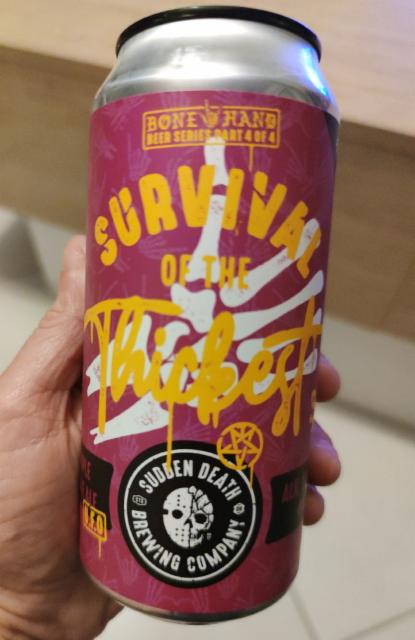 BONE HAND
BEER SERIES PART 4 OF 4
SURVIVAL
OF THE
Thickest
SUDDEN DEATH
BREWING COMPANY